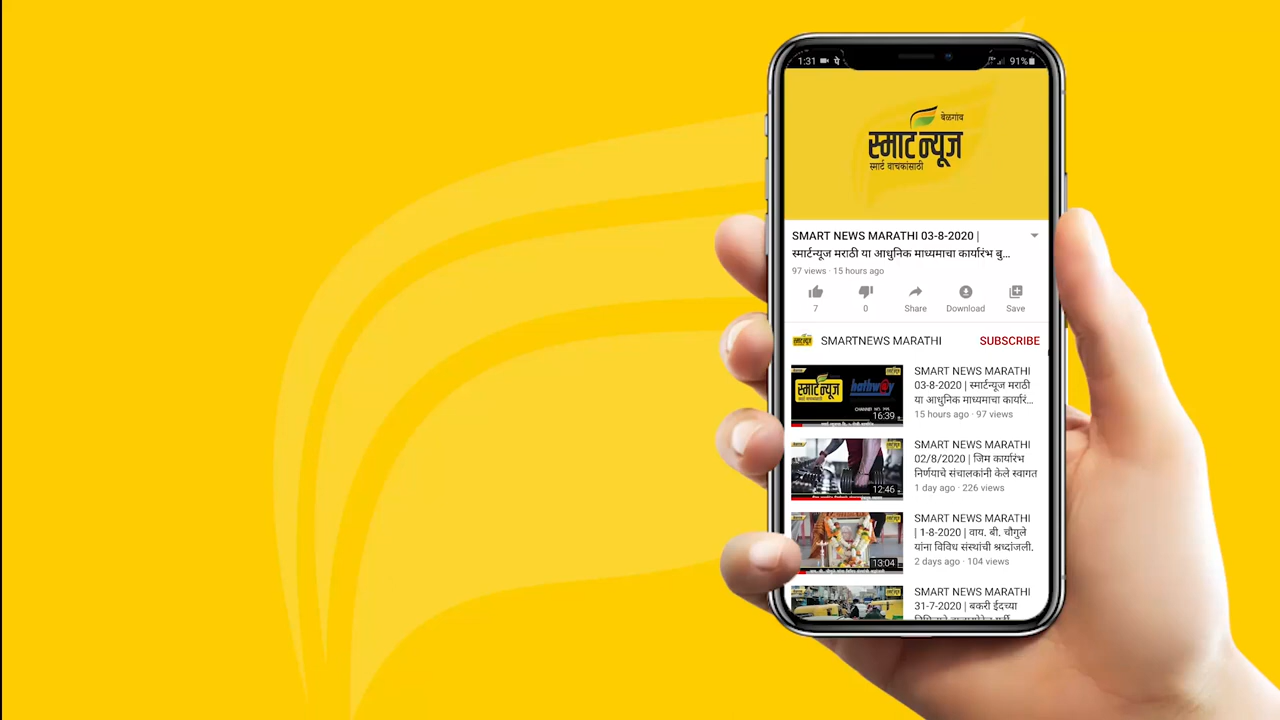 1:31 पे 91%
बेळगांव
स्मार्ट न्यूज
स्मार्ट वाचकांसाठी
SMART NEWS MARATHI 03-8-2020 |
स्मार्टन्यूज मराठी या आधुनिक माध्यमाचा कार्यारंभ बु...
97 views · 15 hours ago
7 0 Share Download Save
SMARTNEWS MARATHI SUBSCRIBE
स्मार्ट न्यूज hathway
CHANNEL NO.
16:39
SMART NEWS MARATHI
03-8-2020 | स्मार्टन्यूज मराठी
या आधुनिक माध्यमाचा कार्यारं...
15 hours ago · 97 views
12:46
SMART NEWS MARATHI
02/8/2020 | जिम कार्यारंभ
निर्णयाचे संचालकांनी केले स्वागत
1 day ago · 226 views
13:04
SMART NEWS MARATHI
| 1-8-2020 | वाय. बी. चौगुले
यांना विविध संस्थांची श्रध्दांजली.
2 days ago · 104 views
SMART NEWS MARATHI
31-7-2020 | बकरी ईदच्या